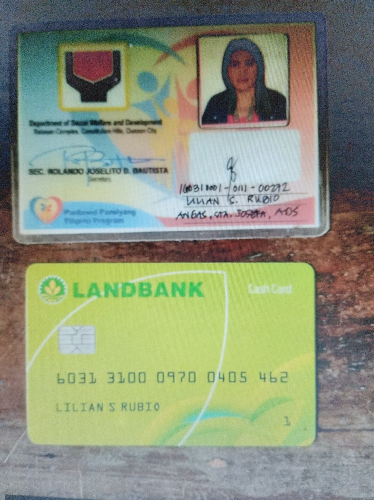 Department of Social Welfare and Development
Batasan Complex, Constitution Hills, Quezon City
SEC. ROLANDO JOSELITO D. BAUTISTA
Secretary
160310001-0111-00272
LILIAN S. RUBIO
ANGAS, STA. JOSEFA, ADS
Pantawid Pamilyang
Pilipino Program
LANDBANK
Cash Card
6031 3100 0970 0405 462
LILIAN S RUBIO
1